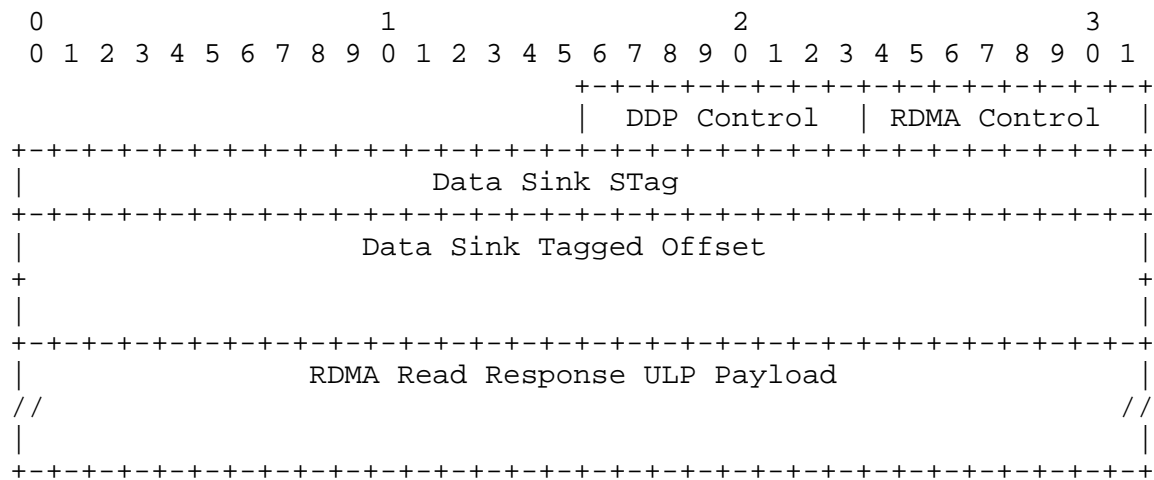 0                   1                   2                   3
 0 1 2 3 4 5 6 7 8 9 0 1 2 3 4 5 6 7 8 9 0 1 2 3 4 5 6 7 8 9 0 1
                                +-+-+-+-+-+-+-+-+-+-+-+-+-+-+-+-+
                                |  DDP Control  | RDMA Control  |
+-+-+-+-+-+-+-+-+-+-+-+-+-+-+-+-+-+-+-+-+-+-+-+-+-+-+-+-+-+-+-+-+
|                       Data Sink STag                          |
+-+-+-+-+-+-+-+-+-+-+-+-+-+-+-+-+-+-+-+-+-+-+-+-+-+-+-+-+-+-+-+-+
|                   Data Sink Tagged Offset                     |
+                                                               +
|                                                               |
+-+-+-+-+-+-+-+-+-+-+-+-+-+-+-+-+-+-+-+-+-+-+-+-+-+-+-+-+-+-+-+-+
|                RDMA Read Response ULP Payload                 |
//                                                             //
|                                                               |
+-+-+-+-+-+-+-+-+-+-+-+-+-+-+-+-+-+-+-+-+-+-+-+-+-+-+-+-+-+-+-+-+